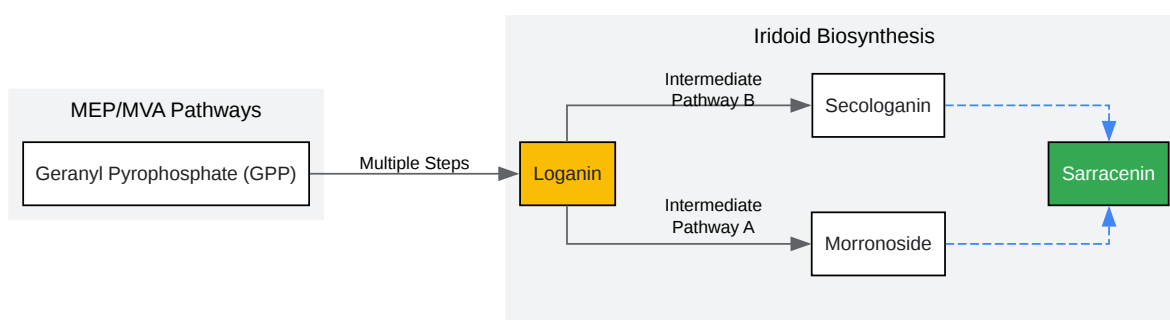 Iridoid Biosynthesis
MEP/MVA Pathways
Geranyl Pyrophosphate (GPP)
Multiple Steps
Loganin
Intermediate
Pathway B
Secologanin
Intermediate
Pathway A
Morronoside
Sarracenin